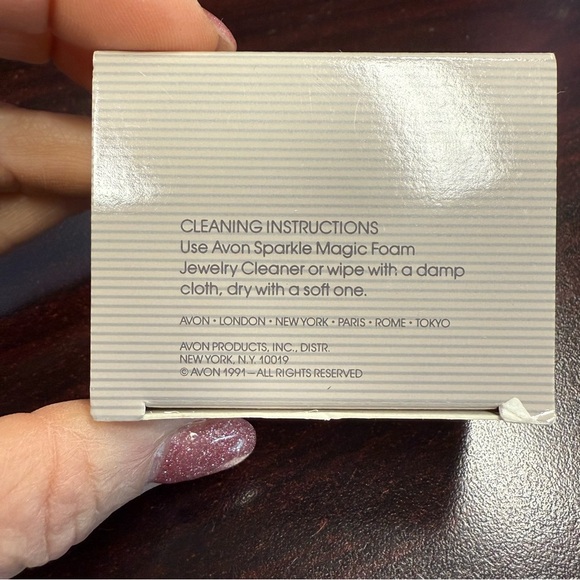 CLEANING INSTRUCTIONS
Use Avon Sparkle Magic Foam
Jewelry Cleaner or wipe with a damp
cloth, dry with a soft one.
AVON • LONDON • NEW YORK • PARIS • ROME • TOKYO
AVON PRODUCTS, INC., DISTR.
NEW YORK, N.Y. 10019
© AVON 1991—ALL RIGHTS RESERVED